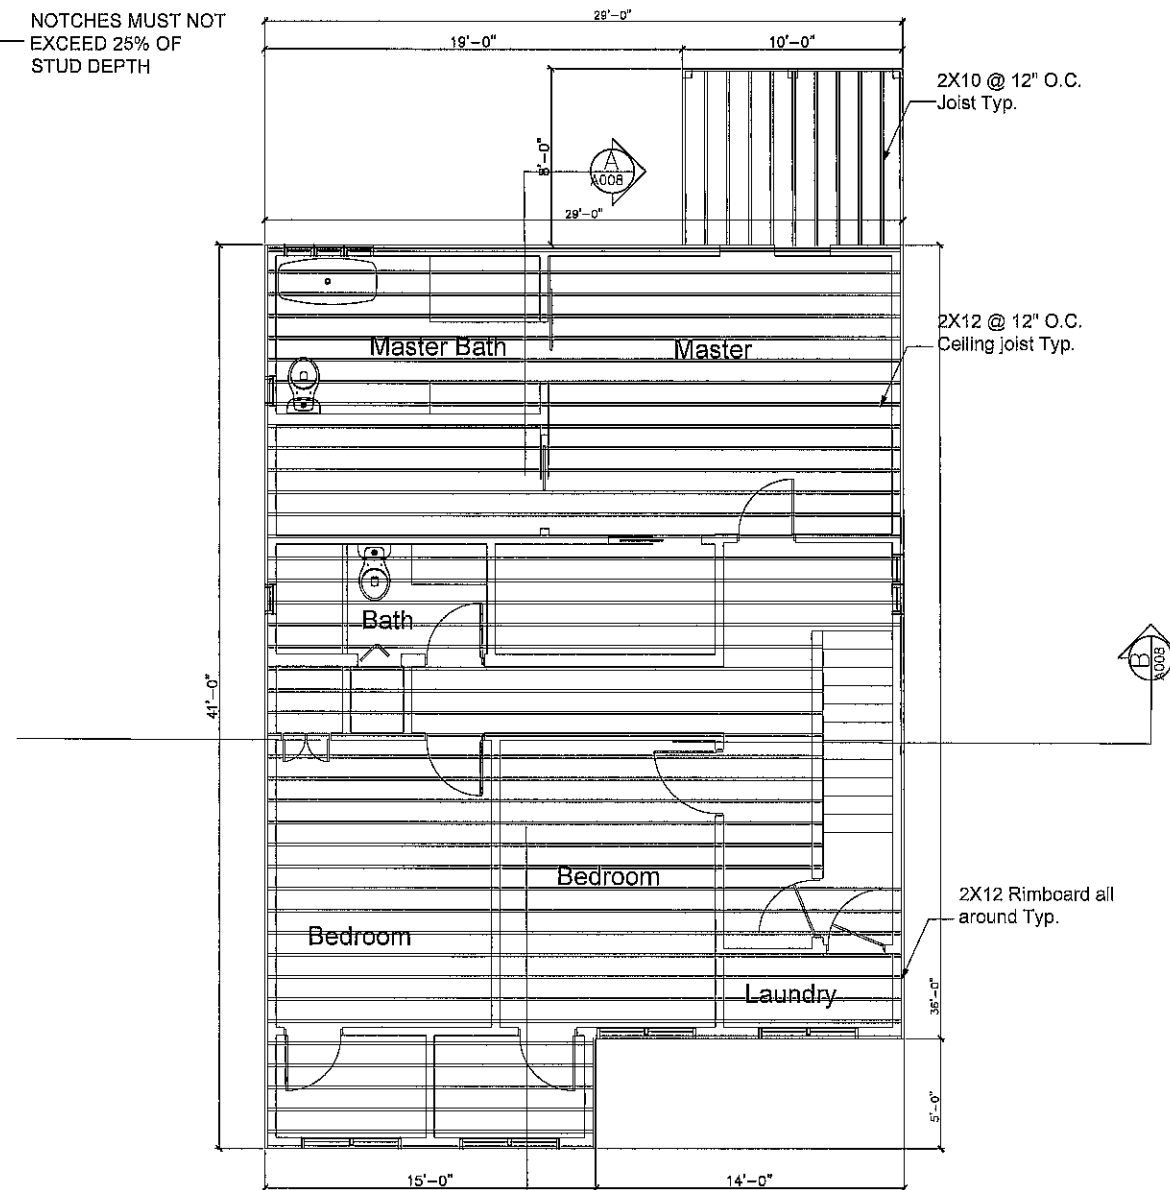 NOTCHES MUST NOT
EXCEED 25% OF
STUD DEPTH
29'-0"
19'-0"
10'-0"
2X10 @ 12" O.C.
Joist Typ.
8'-0"
A
A008
29'-0"
2X12 @ 12" O.C.
Ceiling joist Typ.
Master Bath
Master
Bath
B
A008
41'-0"
Bedroom
2X12 Rimboard all
around Typ.
Bedroom
Laundry
36'-0"
5'-0"
15'-0"
14'-0"